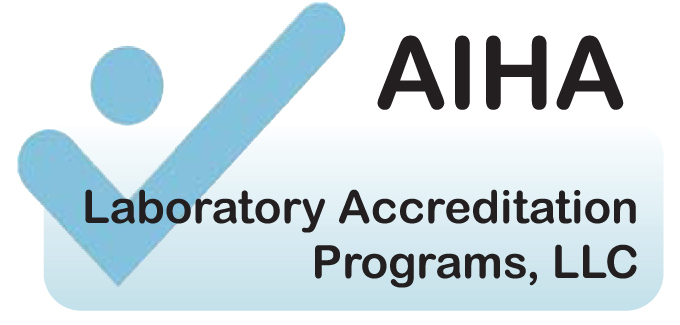 AIHA
Laboratory Accreditation
Programs, LLC